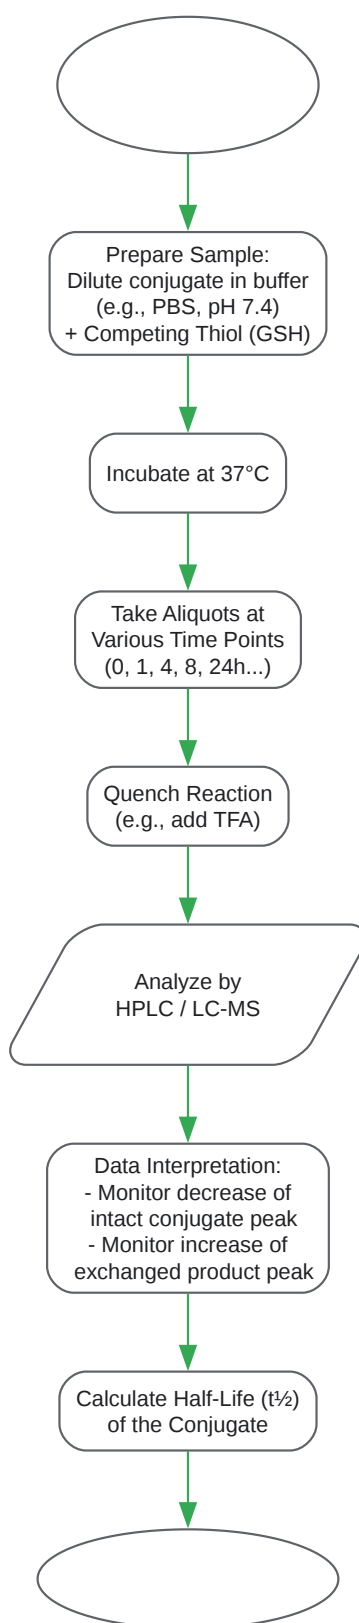 Prepare Sample:
Dilute conjugate in buffer
(e.g., PBS, pH 7.4)
+ Competing Thiol (GSH)
Incubate at 37°C
Take Aliquots at
Various Time Points
(0, 1, 4, 8, 24h...)
Quench Reaction
(e.g., add TFA)
Analyze by
HPLC / LC-MS
Data Interpretation:
- Monitor decrease of
intact conjugate peak
- Monitor increase of
exchanged product peak
Calculate Half-Life (t½)
of the Conjugate